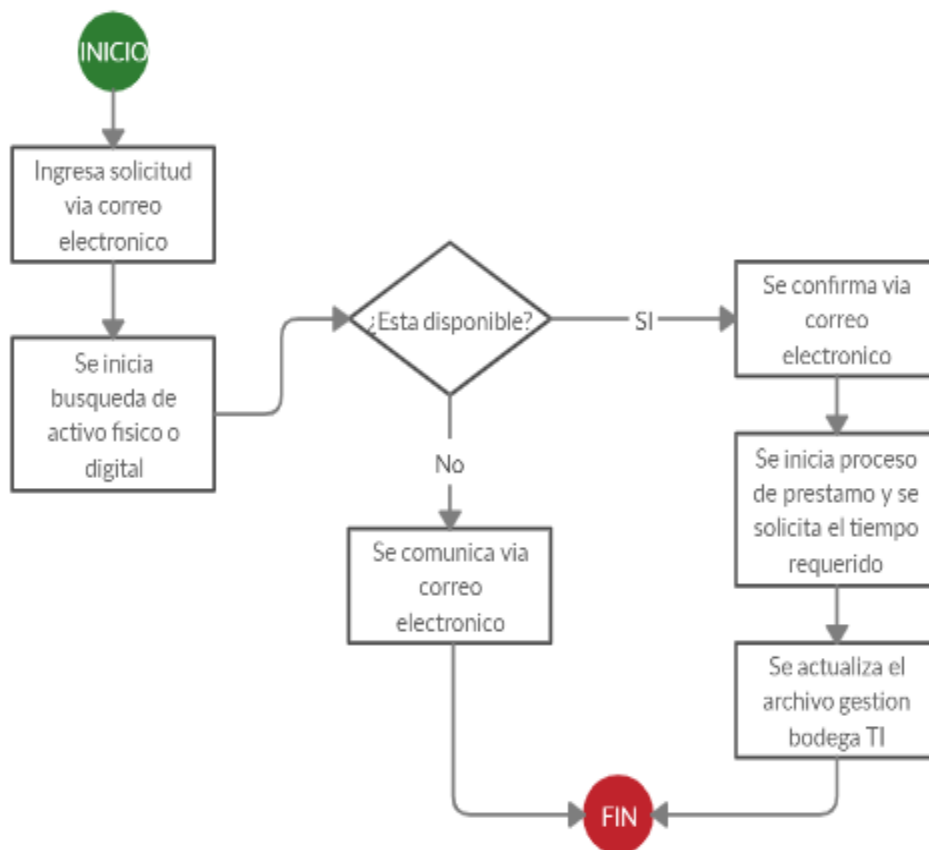 INICIO
Ingresa solicitud
via correo
electronico
Se inicia
busqueda de
activo fisico o
digital
¿Esta disponible?
SI
No
Se comunica via
correo
electronico
Se confirma via
correo
electronico
Se inicia proceso
de prestamo y se
solicita el tiempo
requerido
Se actualiza el
archivo gestion
bodega TI
FIN